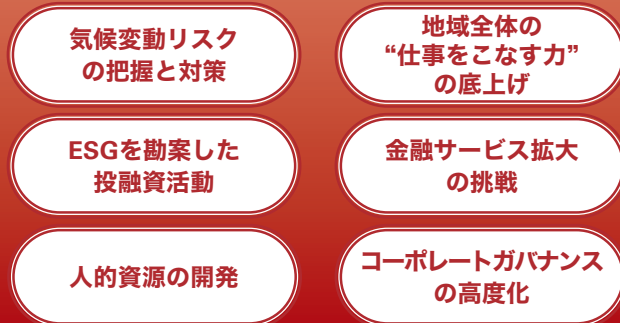 気候変動リスク
の把握と対策
地域全体の
“仕事をこなす力”
の底上げ
ESGを勘案した
投融資活動
金融サービス拡大
の挑戦
人的資源の開発
コーポレートガバナンス
の高度化